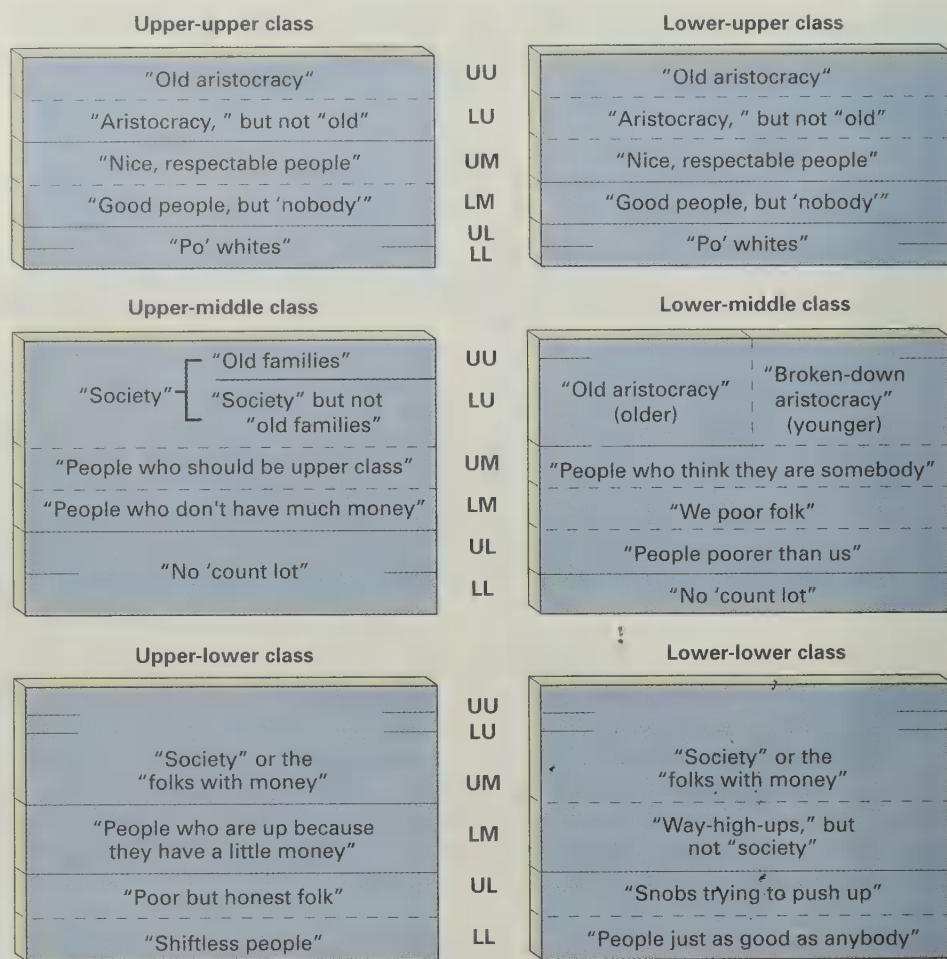 Upper-upper class
"Old aristocracy"
"Aristocracy, " but not "old"
"Nice, respectable people"
"Good people, but 'nobody'"
"Po' whites"
UU
LU
UM
LM
UL
LL
Lower-upper class
"Old aristocracy"
"Aristocracy, " but not "old"
"Nice, respectable people"
"Good people, but 'nobody'"
"Po' whites"
Upper-middle class
"Society"
"Old families"
"Society" but not
"old families"
"People who should be upper class"
"People who don't have much money"
"No 'count lot"
UU
LU
UM
LM
UL
LL
Lower-middle class
"Old aristocracy"
(older)
"Broken-down
aristocracy"
(younger)
"People who think they are somebody"
"We poor folk"
"People poorer than us"
"No 'count lot"
Upper-lower class
"Society" or the
"folks with money"
"People who are up because
they have a little money"
"Poor but honest folk"
"Shiftless people"
UU
LU
UM
LM
UL
LL
Lower-lower class
"Society" or the
"folks with money"
"Way-high-ups," but
not "society"
"Snobs trying to push up"
"People just as good as anybody"